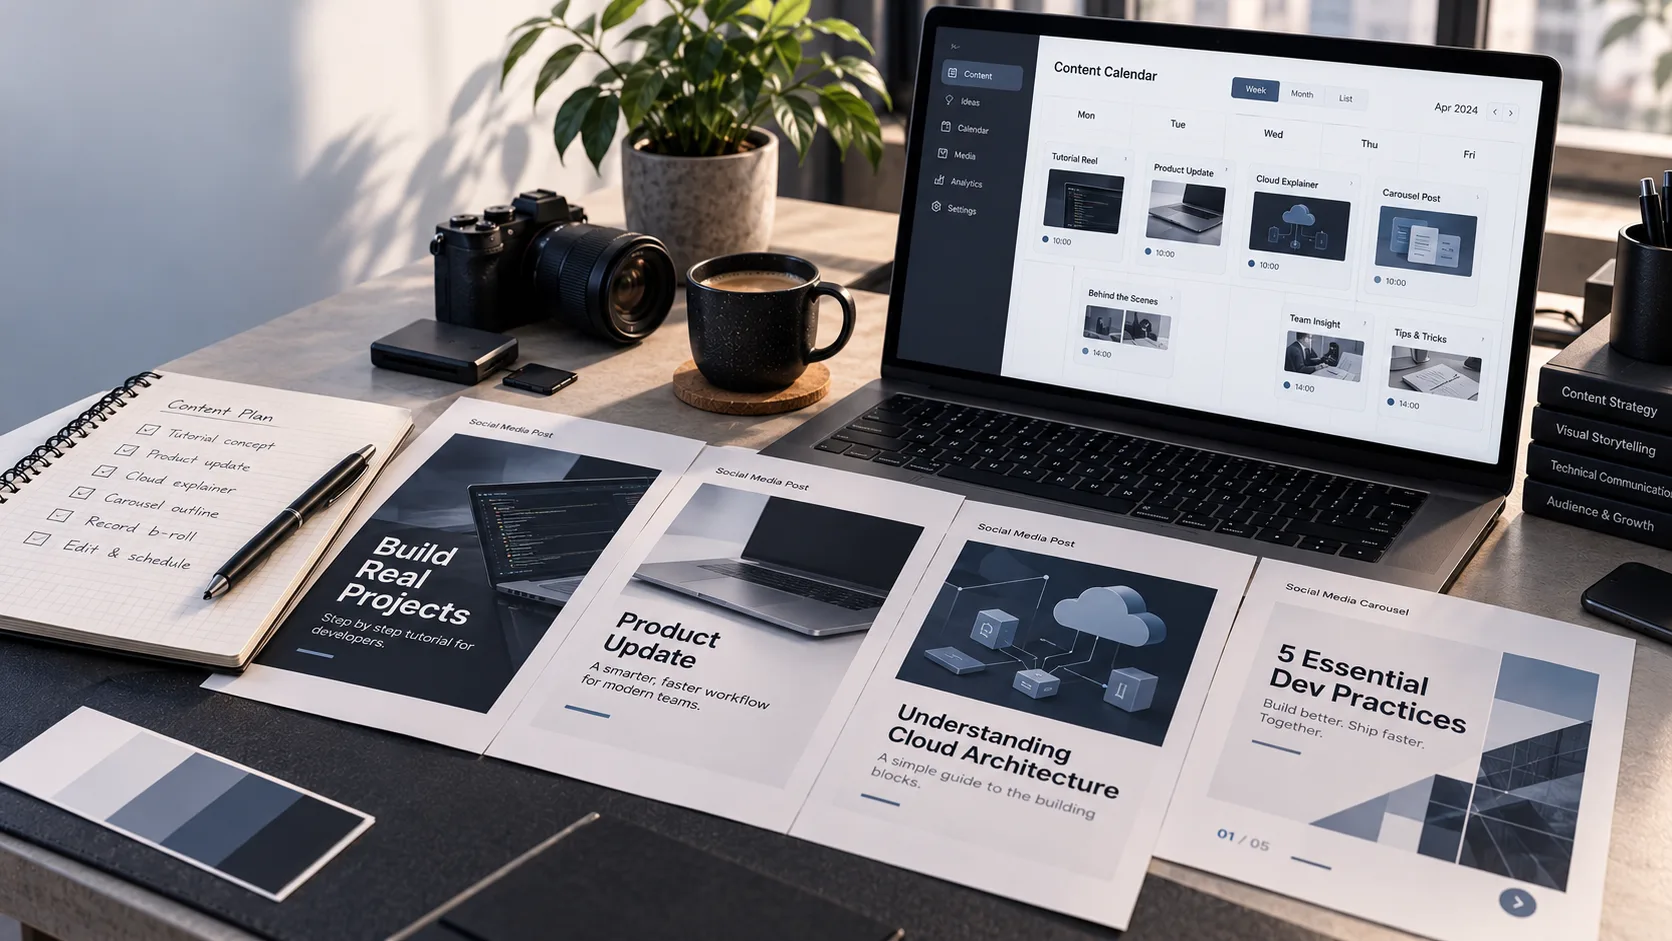 Content Plan
Tutorial concept
Product update
Cloud explainer
Carousel outline
Record b-roll
Edit & schedule
Social Media Post
Build
Real
Projects
Step by step tutorial for
developers.
Social Media Post
Product
Update
A smarter, faster workflow
for modern teams.
Social Media Post
Understanding
Cloud Architecture
A simple guide to the building
blocks.
Social Media Carousel
5 Essential
Dev Practices
Build better. Ship faster.
Together.
01 / 05
Content
Ideas
Calendar
Media
Analytics
Settings
Content Calendar
Week Month List
Apr 2024
Mon Tue Wed Thu Fri
Tutorial Reel
10:00
Product Update
10:00
Cloud Explainer
10:00
Carousel Post
10:00
Behind the Scenes
14:00
Team Insight
14:00
Tips & Tricks
14:00
Content Strategy
Visual Storytelling
Technical Communication
Audience & Growth